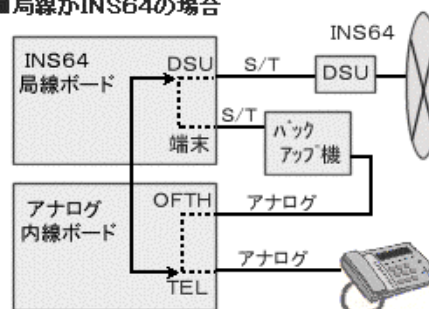 ■局線がINS64の場合
INS64
INS64
局線ボード
DSU
S/T
DSU
S/T
端末
バック
アップ機
アナログ
内線ボード
OFTH
アナログ
アナログ
TEL